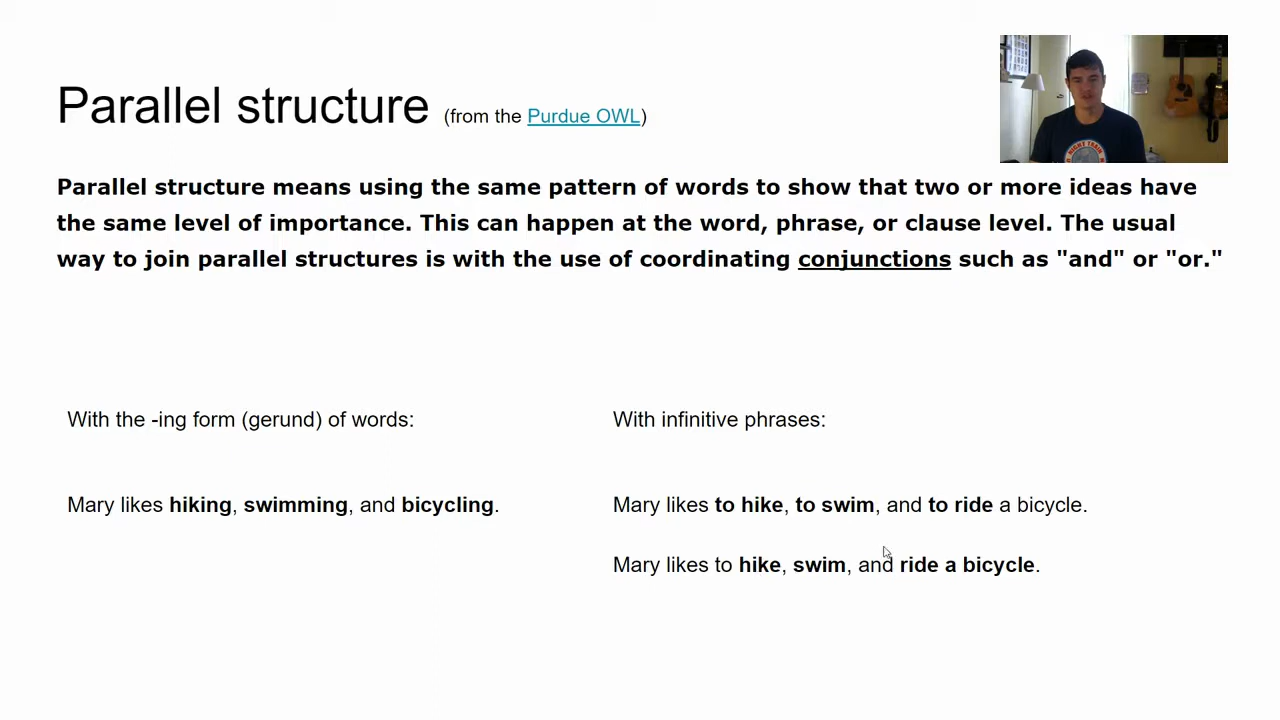 Parallel structure (from the Purdue OWL)
Parallel structure means using the same pattern of words to show that two or more ideas have
the same level of importance. This can happen at the word, phrase, or clause level. The usual
way to join parallel structures is with the use of coordinating conjunctions such as "and" or "or."
With the -ing form (gerund) of words:
Mary likes hiking, swimming, and bicycling.
With infinitive phrases:
Mary likes to hike, to swim, and to ride a bicycle.
Mary likes to hike, swim, and ride a bicycle.
NIGHT TRAIN